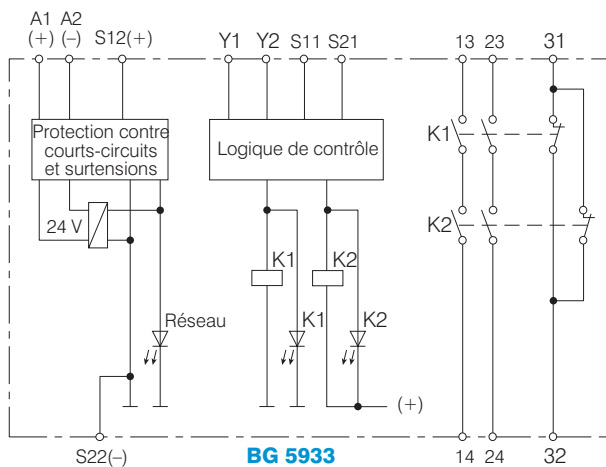 A1 A2
(+) (–) S12(+) Y1 Y2 S11 S21 13 23 31
Protection contre
courts-circuits
et surtensions
Logique de contrôle
K1
24 V
K2
K1 K2
Réseau
K1 K2
(+)
S22(–) BG 5933 14 24 32